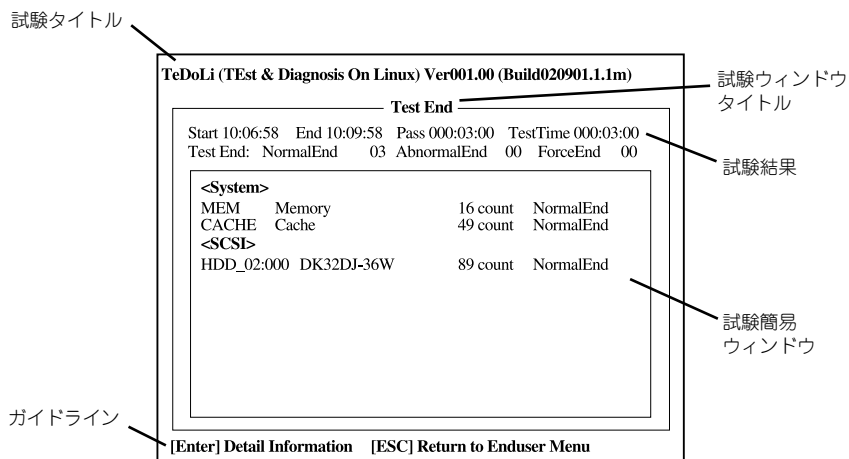 試験タイトル
TeDoLi (TEst & Diagnosis On Linux) Ver001.00 (Build020901.1.1m)
試験ウィンドウ
タイトル
Test End
Start 10:06:58 End 10:09:58 Pass 000:03:00 TestTime 000:03:00
Test End: NormalEnd 03 AbnormalEnd 00 ForceEnd 00
試験結果
<System>
MEM Memory 16 count NormalEnd
CACHE Cache 49 count NormalEnd
<SCSI>
HDD_02:000 DK32DJ-36W 89 count NormalEnd
試験簡易
ウィンドウ
ガイドライン
[Enter] Detail Information [ESC] Return to Enduser Menu